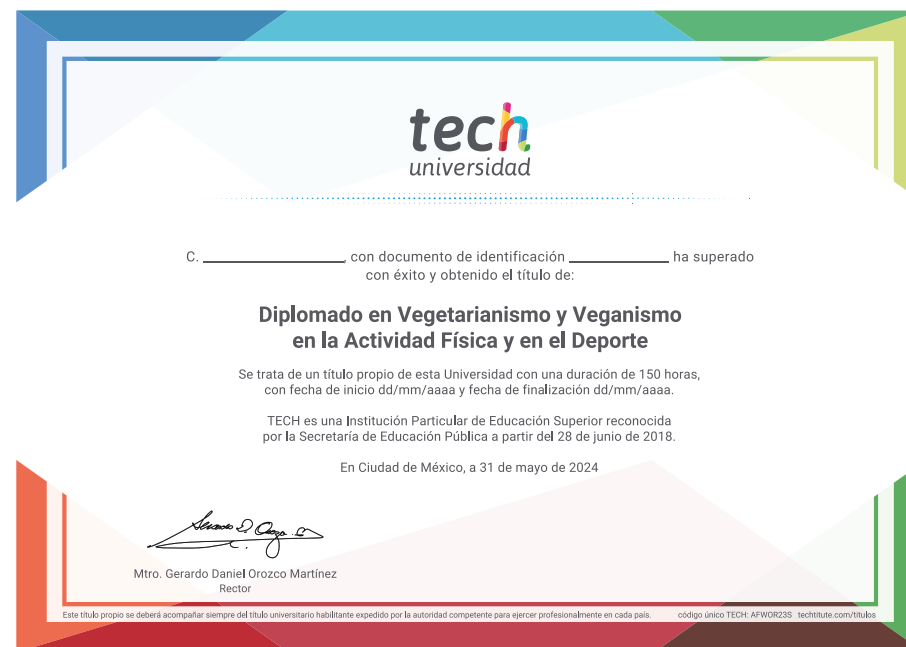 tech
universidad
C. ____________, con documento de identificación ____________ ha superado
con éxito y obtenido el título de:
Diplomado en Vegetarianismo y Veganismo
en la Actividad Física y en el Deporte
Se trata de un título propio de esta Universidad con una duración de 150 horas,
con fecha de inicio dd/mm/aaaa y fecha de finalización dd/mm/aaaa.
TECH es una Institución Particular de Educación Superior reconocida
por la Secretaría de Educación Pública a partir del 28 de junio de 2018.
En Ciudad de México, a 31 de mayo de 2024
Mtro. Gerardo Daniel Orozco Martínez
Rector
Este título propio se deberá acompañar siempre del título universitario habilitante expedido por la autoridad competente para ejercer profesionalmente en cada país. código único TECH: AFWOR23S techtitute.com/titulos